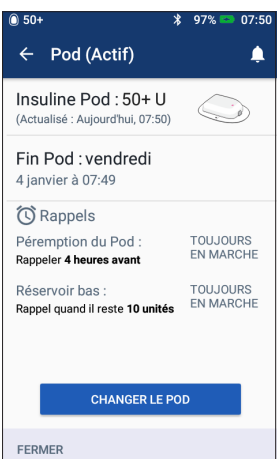 50+ 97% 07:50
Pod (Actif)
Insuline Pod : 50+ U
(Actualisé : Aujourd'hui, 07:50)
Fin Pod : vendredi
4 janvier à 07:49
Rappels
Péremption du Pod : TOUJOURS
Rappeler 4 heures avant EN MARCHE
Réservoir bas : TOUJOURS
Rappel quand il reste 10 unités EN MARCHE
CHANGER LE POD
FERMER